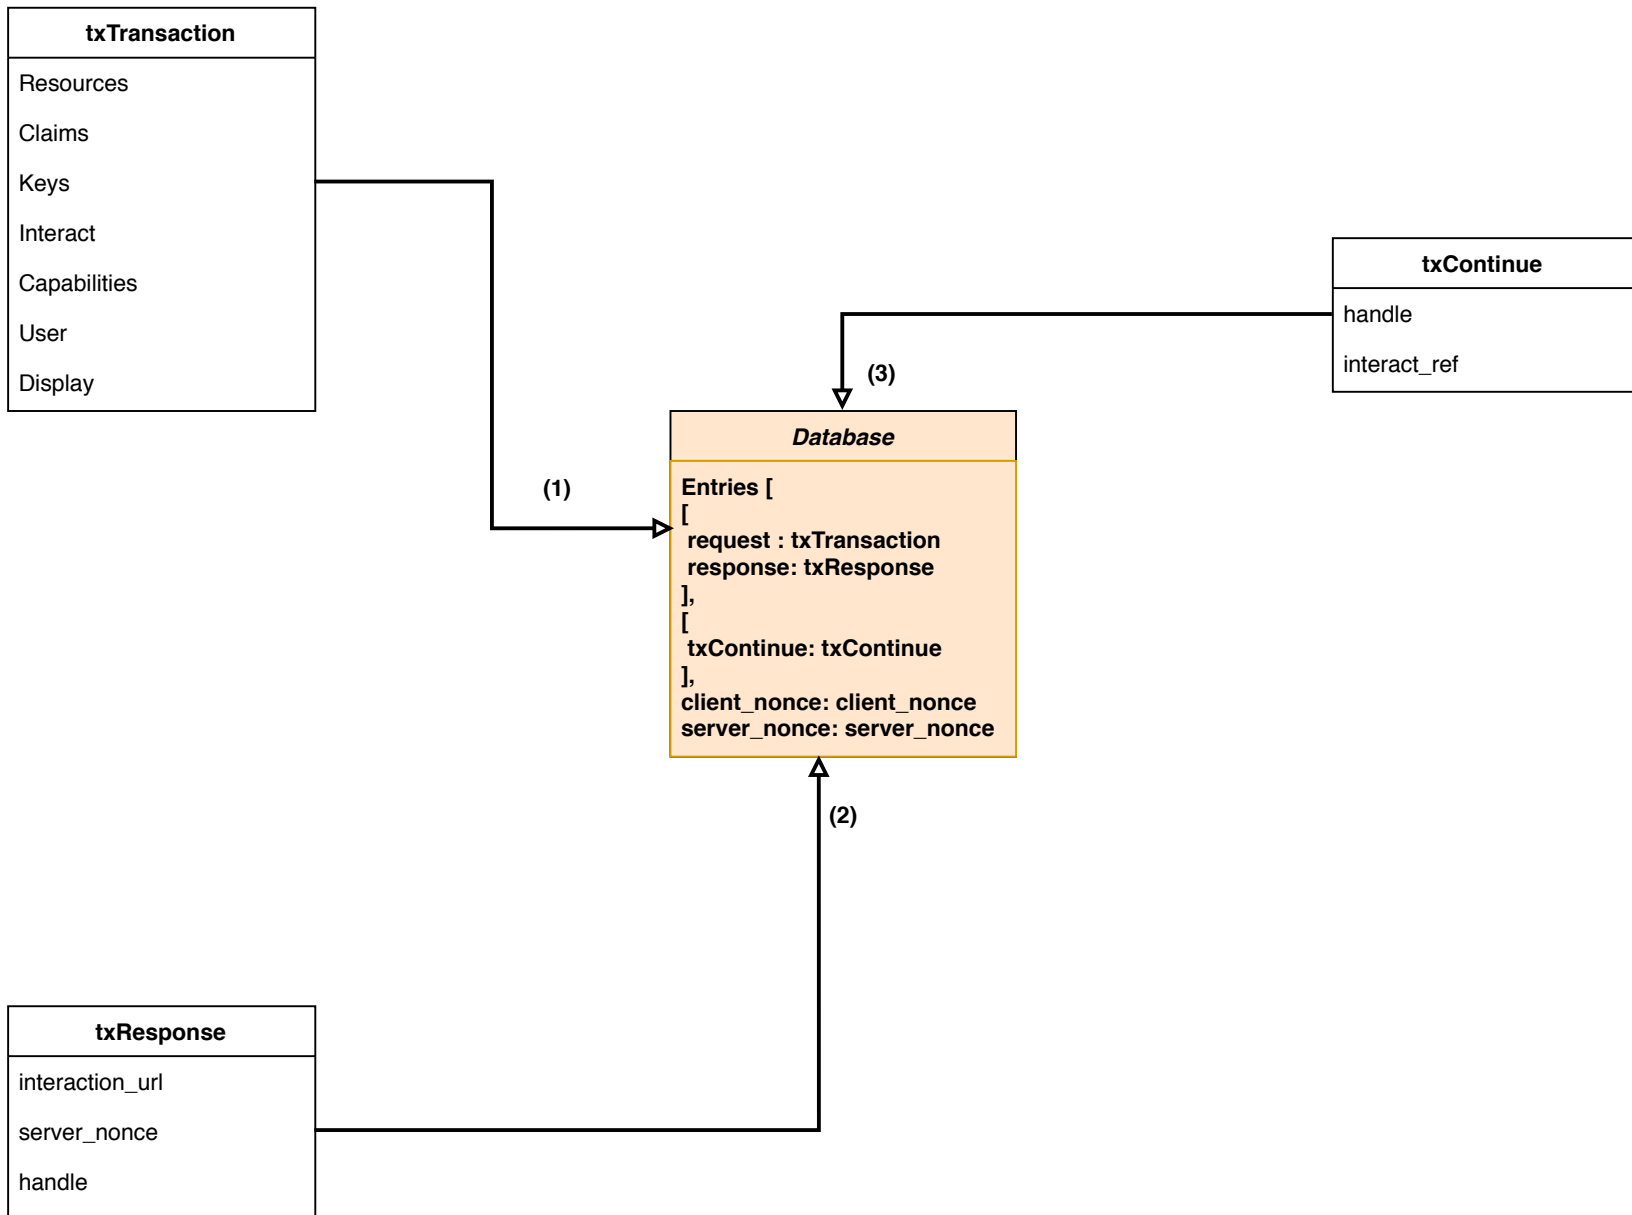 txTransaction
Resources
Claims
Keys
Interact
Capabilities
User
Display
txContinue
handle
interact_ref
(3)
(1)
Database
Entries [
[
request : txTransaction
response: txResponse
],
[
txContinue: txContinue
],
client_nonce: client_nonce
server_nonce: server_nonce
(2)
txResponse
interaction_url
server_nonce
handle